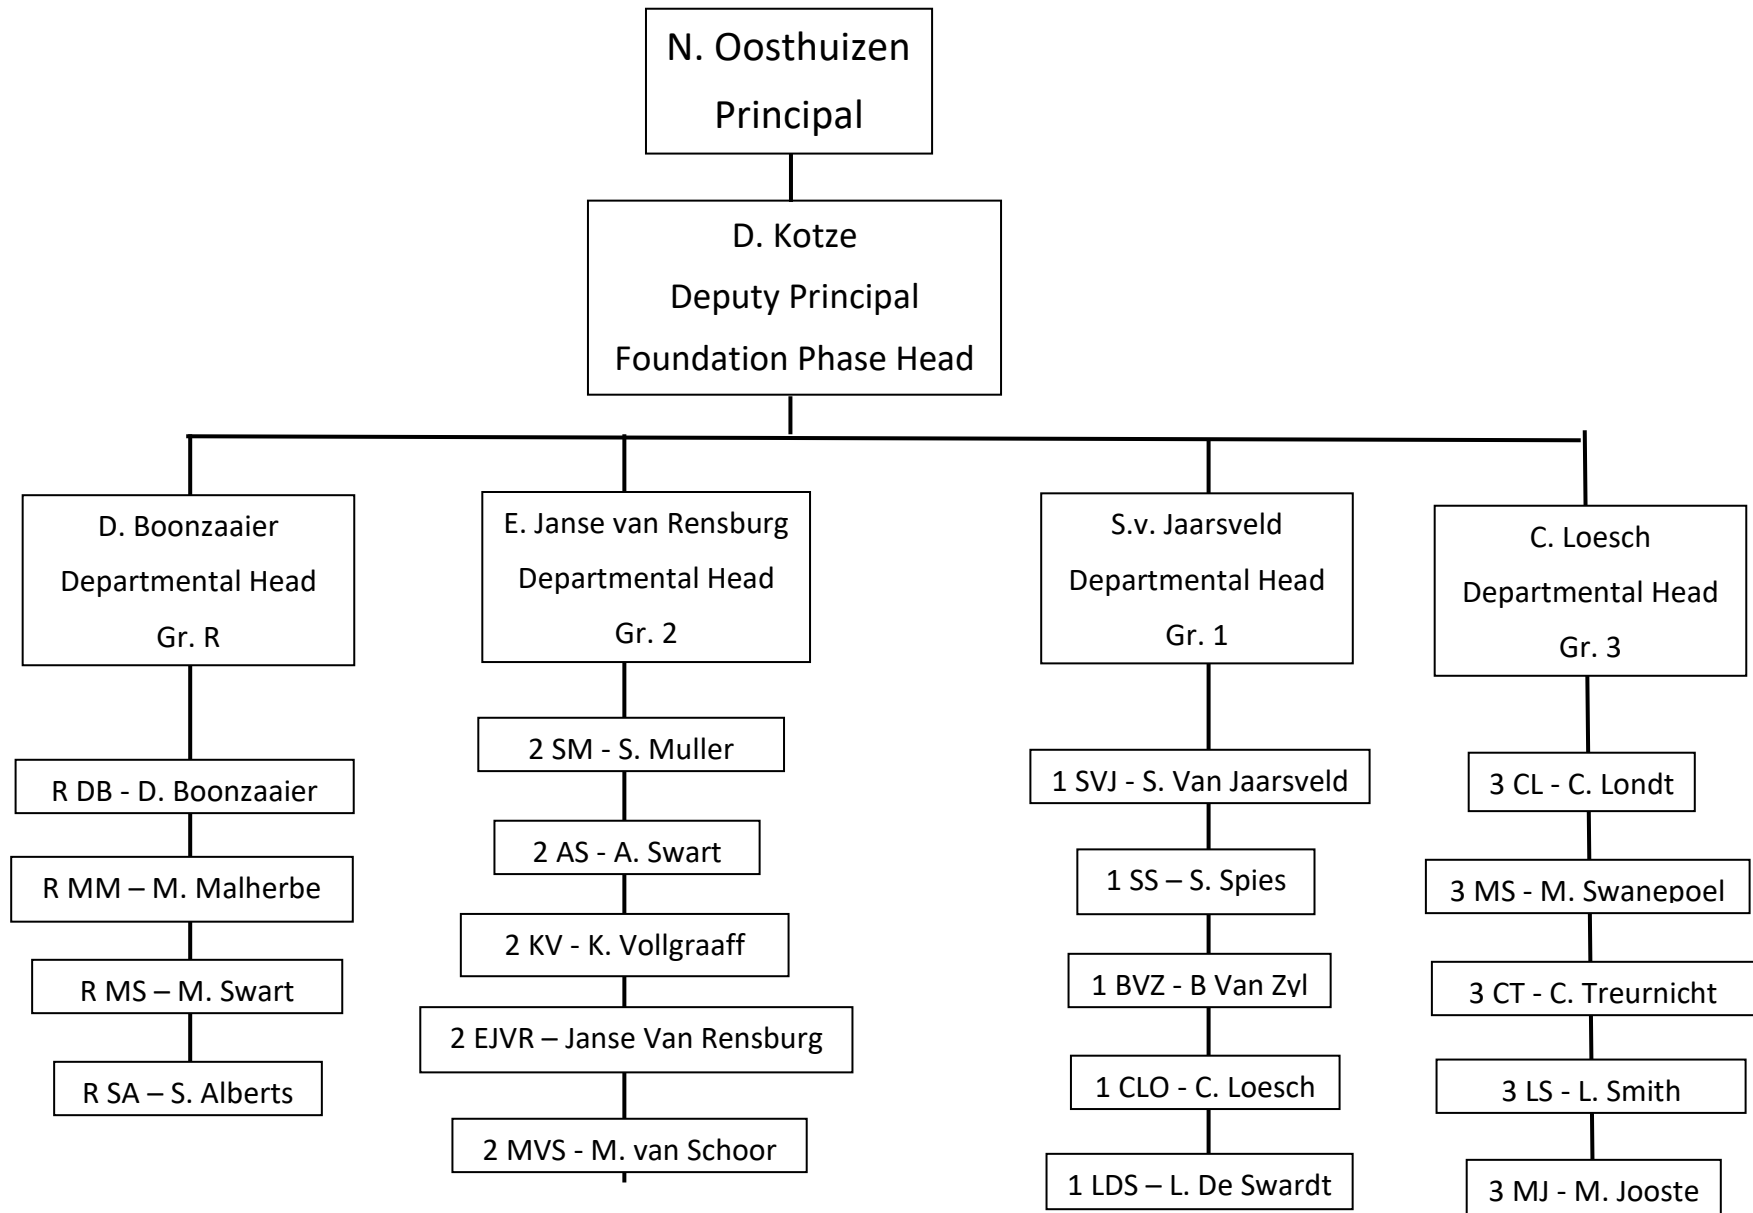 N. Oosthuizen
Principal
D. Kotze
Deputy Principal
Foundation Phase Head
D. Boonzaaier
Departmental Head
Gr. R
R DB - D. Boonzaaier
R MM – M. Malherbe
R MS – M. Swart
R SA – S. Alberts
E. Janse van Rensburg
Departmental Head
Gr. 2
2 SM - S. Muller
2 AS - A. Swart
2 KV - K. Vollgraaff
2 EJVR – Janse Van Rensburg
2 MVS - M. van Schoor
S.v. Jaarsveld
Departmental Head
Gr. 1
1 SVJ - S. Van Jaarsveld
1 SS – S. Spies
1 BVZ - B Van Zyl
1 CLO - C. Loesch
1 LDS – L. De Swardt
C. Loesch
Departmental Head
Gr. 3
3 CL - C. Londt
3 MS - M. Swanepoel
3 CT - C. Treurnicht
3 LS - L. Smith
3 MJ - M. Jooste